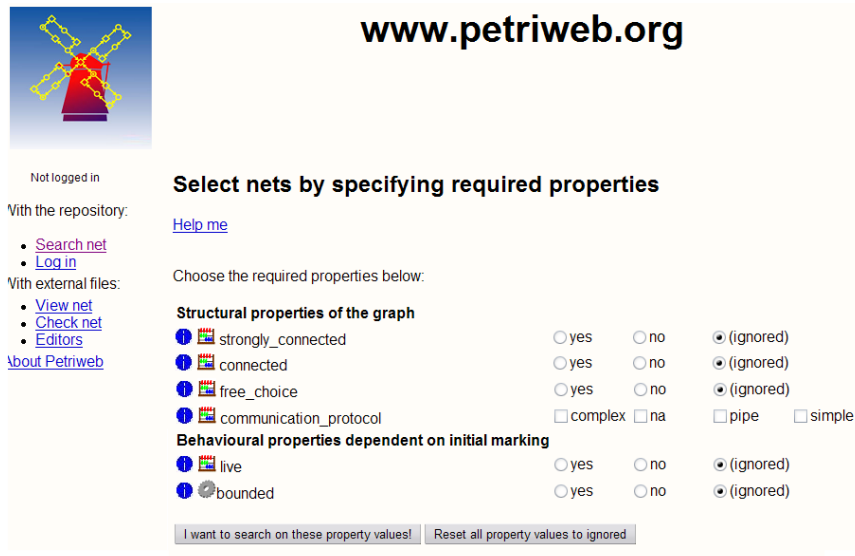 www.petriweb.org
Not logged in
With the repository:
Search net
Log in
With external files:
View net
Check net
Editors
About Petriweb
Select nets by specifying required properties
Help me
Choose the required properties below:
Structural properties of the graph
strongly_connected yes no (ignored)
connected yes no (ignored)
free_choice yes no (ignored)
communication_protocol complex na pipe simple
Behavioural properties dependent on initial marking
live yes no (ignored)
bounded yes no (ignored)
I want to search on these property values! Reset all property values to ignored